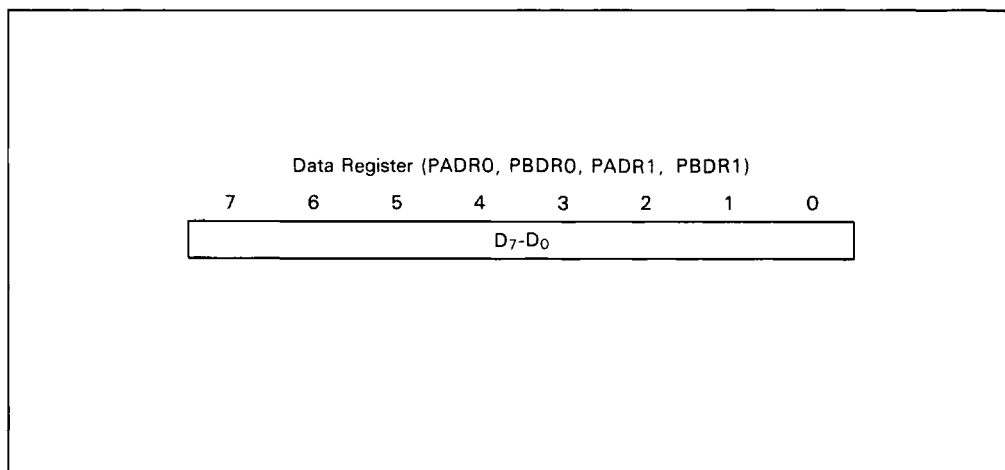 Data Register (PADR0, PBDR0, PADR1, PBDR1)
7 6 5 4 3 2 1 0
D7-D0